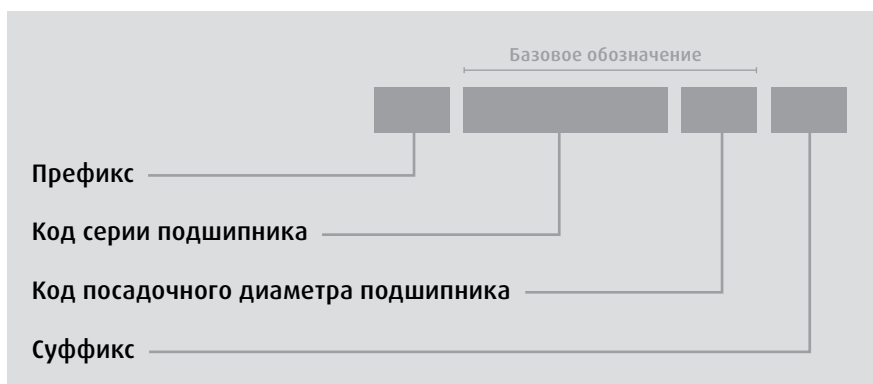 Базовое обозначение
Префикс
Код серии подшипника
Код посадочного диаметра подшипника
Суффикс